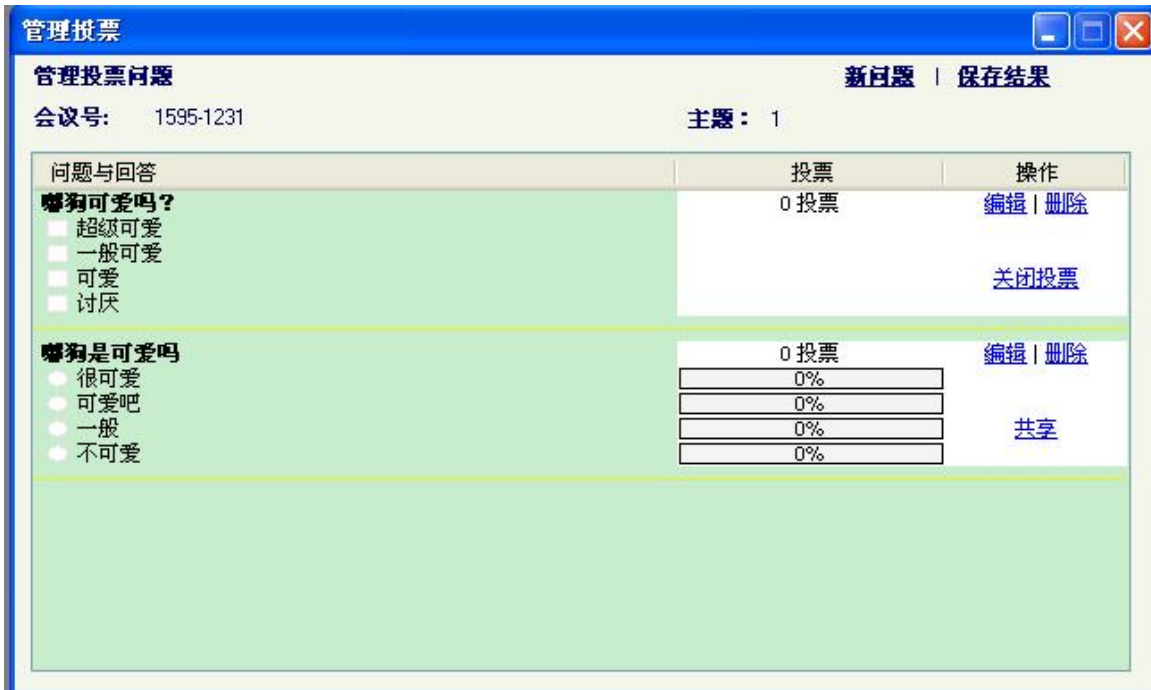 管理投票
管理投票问题 新问题 | 保存结果
会议号: 1595-1231 主题： 1
问题与回答 投票 操作
嘟狗可爱吗? 0 投票 编辑 | 删除
超级可爱
一般可爱
可爱 关闭投票
讨厌
嘟狗是可爱吗 0 投票 编辑 | 删除
很可爱 0%
可爱吧 0%
一般 0% 共享
不可爱 0%